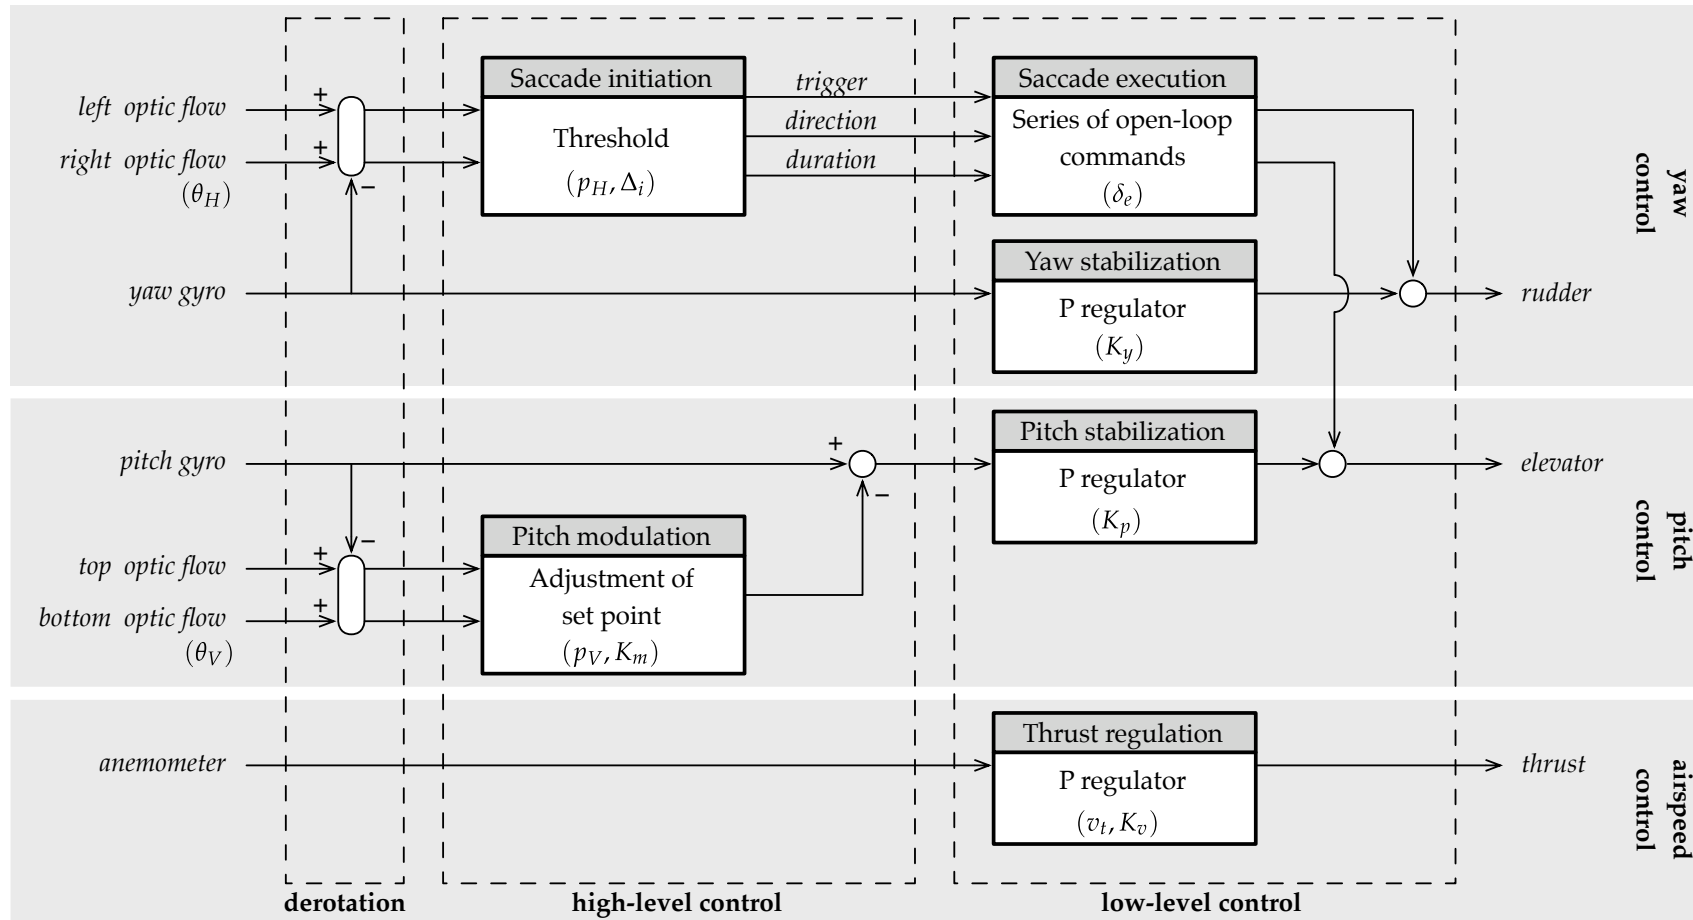 Saccade initiation
trigger
Saccade execution
left optic flow
+
direction
Series of open-loop
Threshold
commands
right optic flow
+
duration
(θ_H)
−
(p_H, Δ_i)
(δ_e)
yaw
control
Yaw stabilization
yaw gyro
P regulator
rudder
(K_y)
Pitch stabilization
pitch gyro
+
elevator
P regulator
−
(K_p)
pitch
control
Pitch modulation
−
top optic flow
+
Adjustment of
set point
bottom optic flow
+
(θ_V)
(p_V, K_m)
Thrust regulation
anemometer
thrust
P regulator
(v_t, K_v)
airspeed
control
derotation
high-level control
low-level control